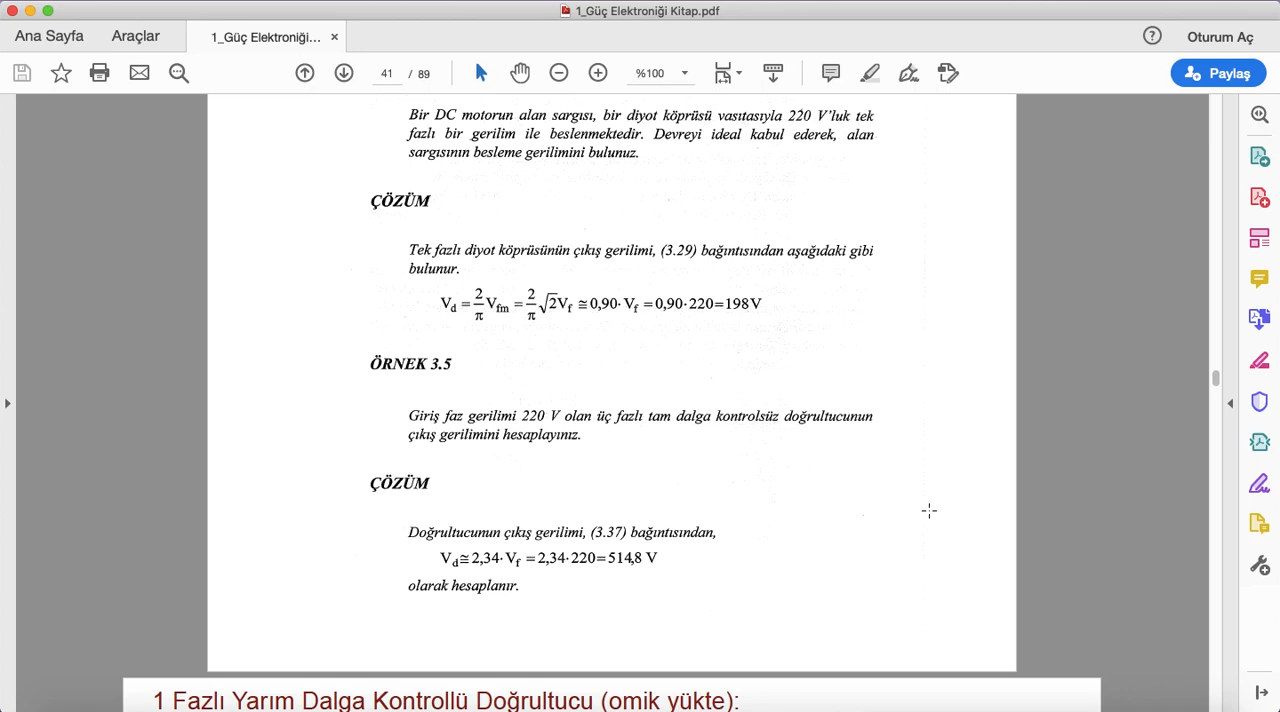 1_Güç Elektroniği Kitap.pdf
Ana Sayfa Araçlar 1_Güç Elektroniği... × Oturum Aç
41 / 89 %100 Paylaş
Bir DC motorun alan sargısı, bir diyot köprüsü vasıtasıyla 220 V'luk tek
fazlı bir gerilim ile beslenmektedir. Devreyi ideal kabul ederek, alan
sargısının besleme gerilimini bulunuz.
ÇÖZÜM
Tek fazlı diyot köprüsünün çıkış gerilimi, (3.29) bağıntısından aşağıdaki gibi
bulunur.
V_d = 2/π V_fm = 2/π √2 V_f ≅ 0,90· V_f = 0,90· 220=198 V
ÖRNEK 3.5
Giriş faz gerilimi 220 V olan üç fazlı tam dalga kontrolsüz doğrultucunun
çıkış gerilimini hesaplayınız.
ÇÖZÜM
Doğrultucunun çıkış gerilimi, (3.37) bağıntısından,
V_d ≅ 2,34· V_f = 2,34· 220=514,8 V
olarak hesaplanır.
1 Fazlı Yarım Dalga Kontrollü Doğrultucu (omik yükte):